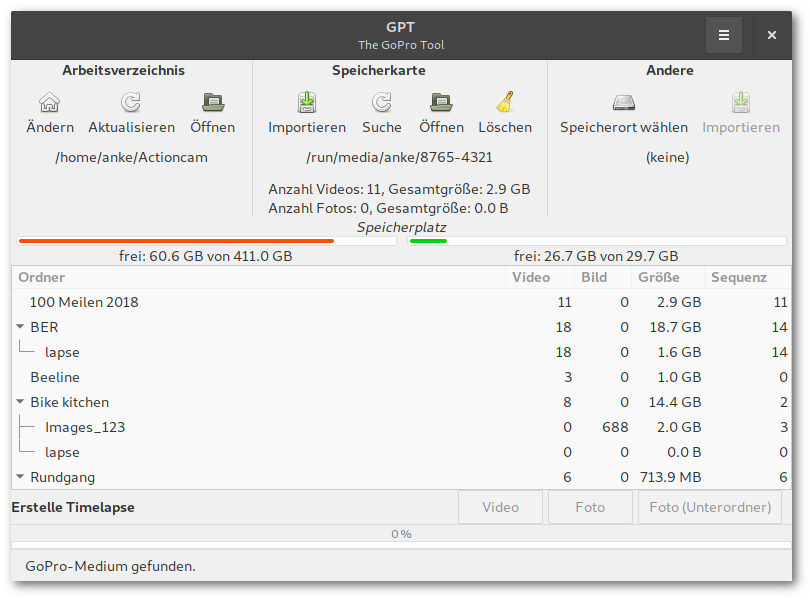 GPT
The GoPro Tool
Arbeitsverzeichnis Speicherkarte Andere
Ändern Aktualisieren Öffnen Importieren Suche Öffnen Löschen Speicherort wählen Importieren
/home/anke/Actioncam /run/media/anke/8765-4321 (keine)
Anzahl Videos: 11, Gesamtgröße: 2.9 GB
Anzahl Fotos: 0, Gesamtgröße: 0.0 B
Speicherplatz
frei: 60.6 GB von 411.0 GB frei: 26.7 GB von 29.7 GB
Ordner Video Bild Größe Sequenz
100 Meilen 2018 11 0 2.9 GB 11
BER 18 0 18.7 GB 14
lapse 18 0 1.6 GB 14
Beeline 3 0 1.0 GB 0
Bike kitchen 8 0 14.4 GB 2
Images_123 0 688 2.0 GB 3
lapse 0 0 0.0 B 0
Rundgang 6 0 713.9 MB 6
Erstelle Timelapse Video Foto Foto (Unterordner)
0 %
GoPro-Medium gefunden.